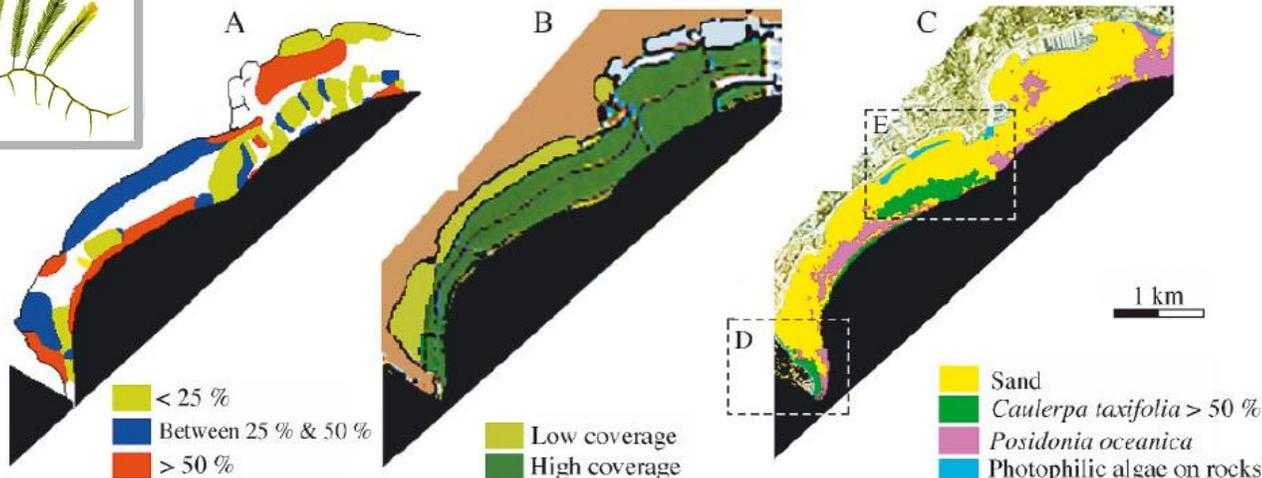 A
B
C
E
D
1 km
< 25 %
Between 25 % & 50 %
> 50 %
Low coverage
High coverage
Sand
Caulerpa taxifolia > 50 %
Posidonia oceanica
Photophilic algae on rocks